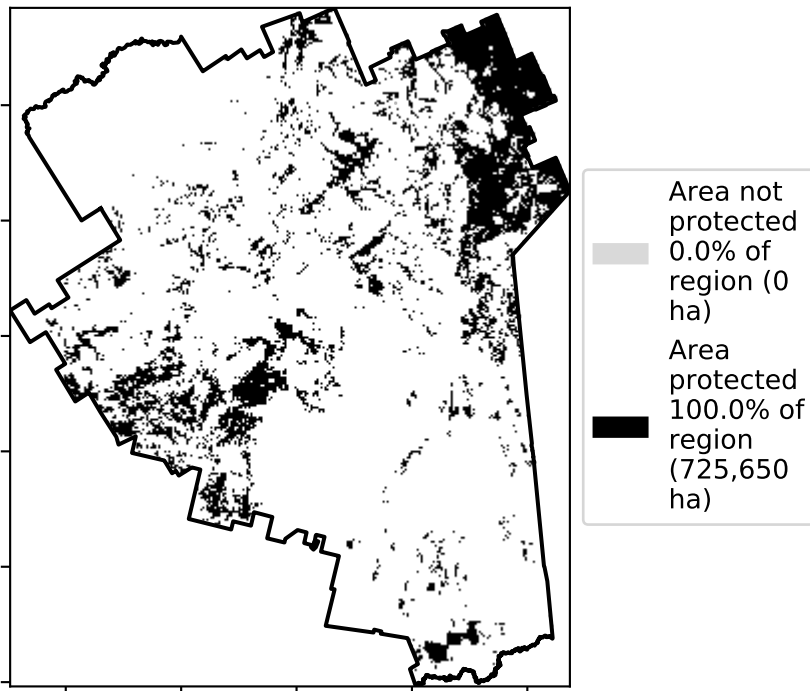 Area not
protected
0.0% of
region (0
ha)
Area
protected
100.0% of
region
(725,650
ha)